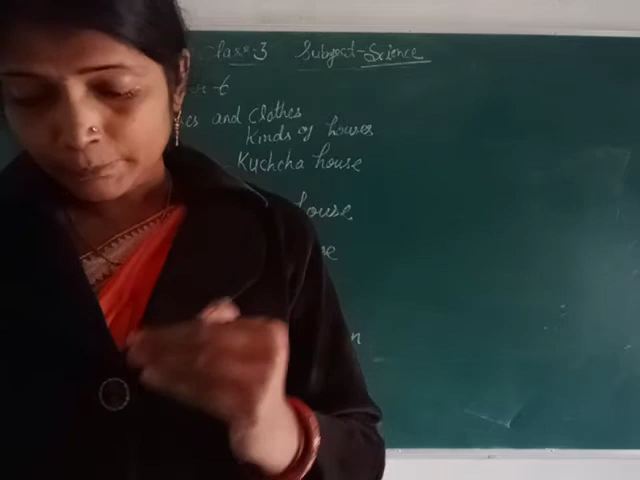 Class:3 Subject-Science
6
and Clothes
Kinds of houses
- Kuchcha house
house